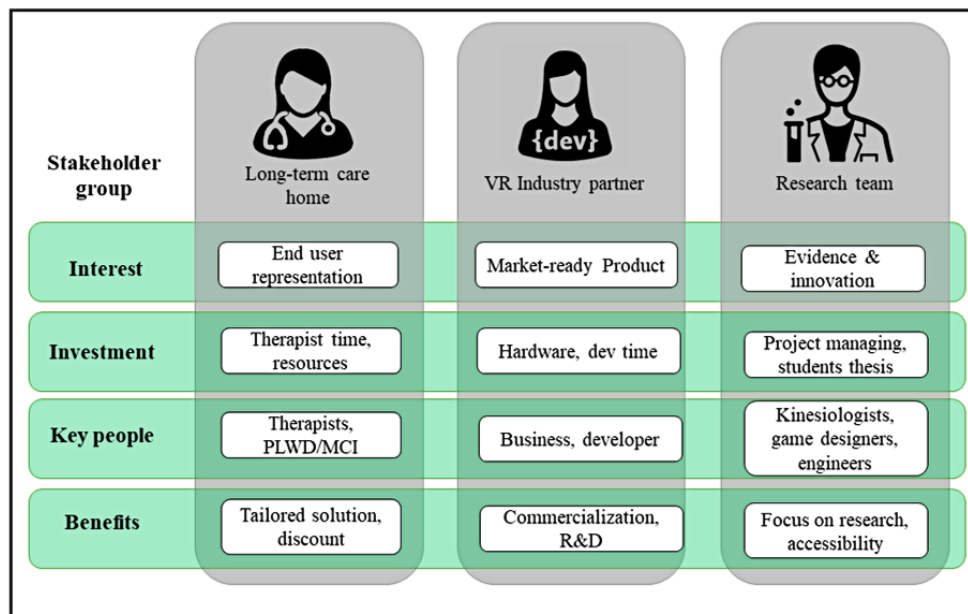 Stakeholder
group
Long-term care
home
{dev}
VR Industry partner
Research team
Interest
End user
representation
Market-ready Product
Evidence &
innovation
Investment
Therapist time,
resources
Hardware, dev time
Project managing,
students thesis
Key people
Therapists,
PLWD/MCI
Business, developer
Kinesiologists,
game designers,
engineers
Benefits
Tailored solution,
discount
Commercialization,
R&D
Focus on research,
accessibility